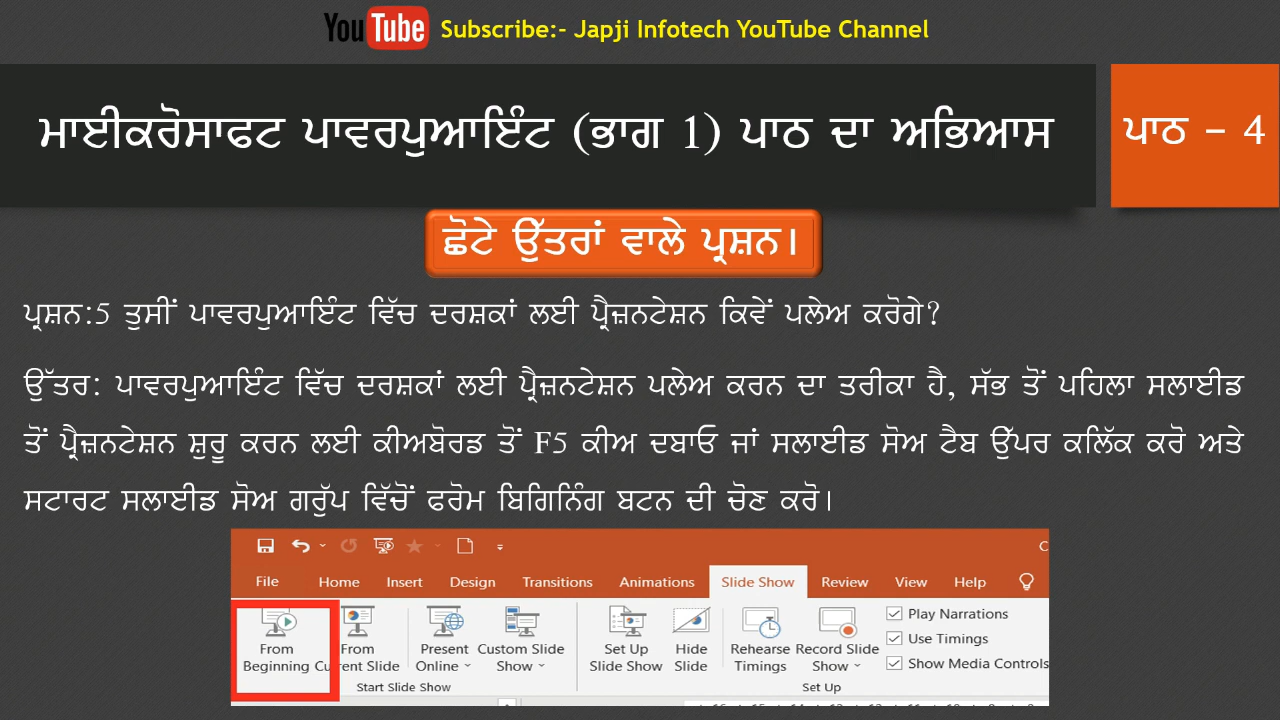 YouTube Subscribe:- Japji Infotech YouTube Channel
ਮਾਈਕਰੋਸਾਫਟ ਪਾਵਰਪੁਆਇੰਟ (ਭਾਗ 1) ਪਾਠ ਦਾ ਅਭਿਆਸ
ਪਾਠ – 4
ਛੋਟੇ ਉੱਤਰਾਂ ਵਾਲੇ ਪ੍ਰਸ਼ਨ।
ਪ੍ਰਸ਼ਨ:5 ਤੁਸੀਂ ਪਾਵਰਪੁਆਇੰਟ ਵਿੱਚ ਦਰਸ਼ਕਾਂ ਲਈ ਪ੍ਰੈਜ਼ਨਟੇਸ਼ਨ ਕਿਵੇਂ ਪਲੇਅ ਕਰੋਗੇ?
ਉੱਤਰ: ਪਾਵਰਪੁਆਇੰਟ ਵਿੱਚ ਦਰਸ਼ਕਾਂ ਲਈ ਪ੍ਰੈਜ਼ਨਟੇਸ਼ਨ ਪਲੇਅ ਕਰਨ ਦਾ ਤਰੀਕਾ ਹੈ, ਸੱਭ ਤੋਂ ਪਹਿਲਾ ਸਲਾਈਡ
ਤੋਂ ਪ੍ਰੈਜ਼ਨਟੇਸ਼ਨ ਸ਼ੁਰੂ ਕਰਨ ਲਈ ਕੀਅਬੋਰਡ ਤੋਂ F5 ਕੀਅ ਦਬਾਓ ਜਾਂ ਸਲਾਈਡ ਸੋਅ ਟੈਬ ਉੱਪਰ ਕਲਿੱਕ ਕਰੋ ਅਤੇ
ਸਟਾਰਟ ਸਲਾਈਡ ਸੋਅ ਗਰੁੱਪ ਵਿੱਚੋਂ ਫਰੋਮ ਬਿਗਿਨਿੰਗ ਬਟਨ ਦੀ ਚੋਣ ਕਰੋ।
File Home Insert Design Transitions Animations Slide Show Review View Help
From From Present Custom Slide Set Up Hide Rehearse Record Slide
Beginning Current Slide Online Show Slide Show Slide Timings Show
Play Narrations
Use Timings
Show Media Controls
Start Slide Show Set Up